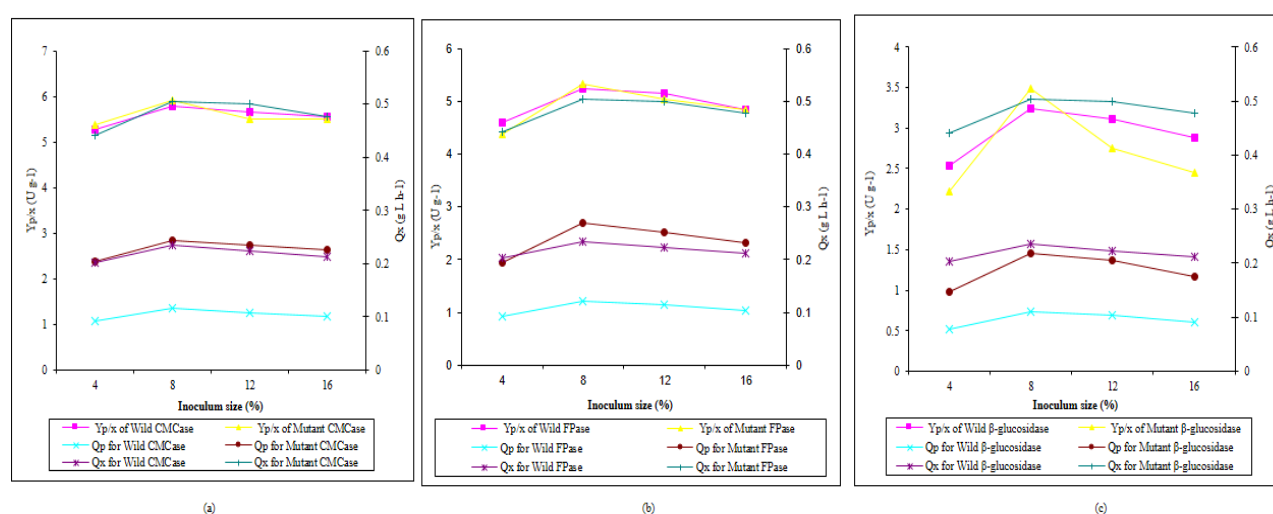 7
6
5
4
3
2
1
0
Yp/x (U g-1)
0.6
0.5
0.4
0.3
0.2
0.1
0
Qx (g L h-1)
4 8 12 16
Inoculum size (%)
Yp/x of Wild CMCase Yp/x of Mutant CMCase
Qp for Wild CMCase Qp for Mutant CMCase
Qx for Wild CMCase Qx for Mutant CMCase
(a)
6
5
4
3
2
1
0
Yp/x (U g-1)
0.6
0.5
0.4
0.3
0.2
0.1
0
Qx (g L h-1)
4 8 12 16
Inoculum size (%)
Yp/x of Wild FPase Yp/x of Mutant FPase
Qp for Wild FPase Qp for Mutant FPase
Qx for Wild FPase Qx for Mutant FPase
(b)
4
3.5
3
2.5
2
1.5
1
0.5
0
Yp/x (U g-1)
0.6
0.5
0.4
0.3
0.2
0.1
0
Qx (g L h-1)
4 8 12 16
Inoculum size (%)
Yp/x of Wild β-glucosidase Yp/x of Mutant β-glucosidase
Qp for Wild β-glucosidase Qp for Mutant β-glucosidase
Qx for Wild β-glucosidase Qx for Mutant β-glucosidase
(c)